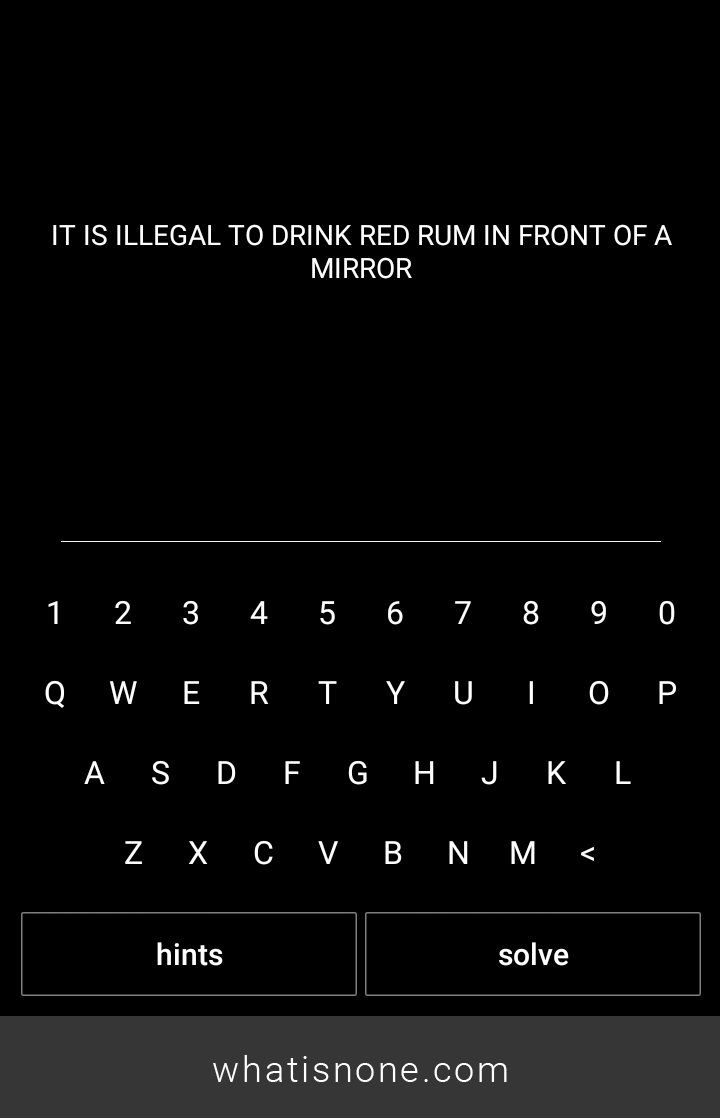 IT IS ILLEGAL TO DRINK RED RUM IN FRONT OF A
MIRROR
1 2 3 4 5 6 7 8 9 0
Q W E R T Y U I O P
A S D F G H J K L
Z X C V B N M <
hints solve
whatisnone.com